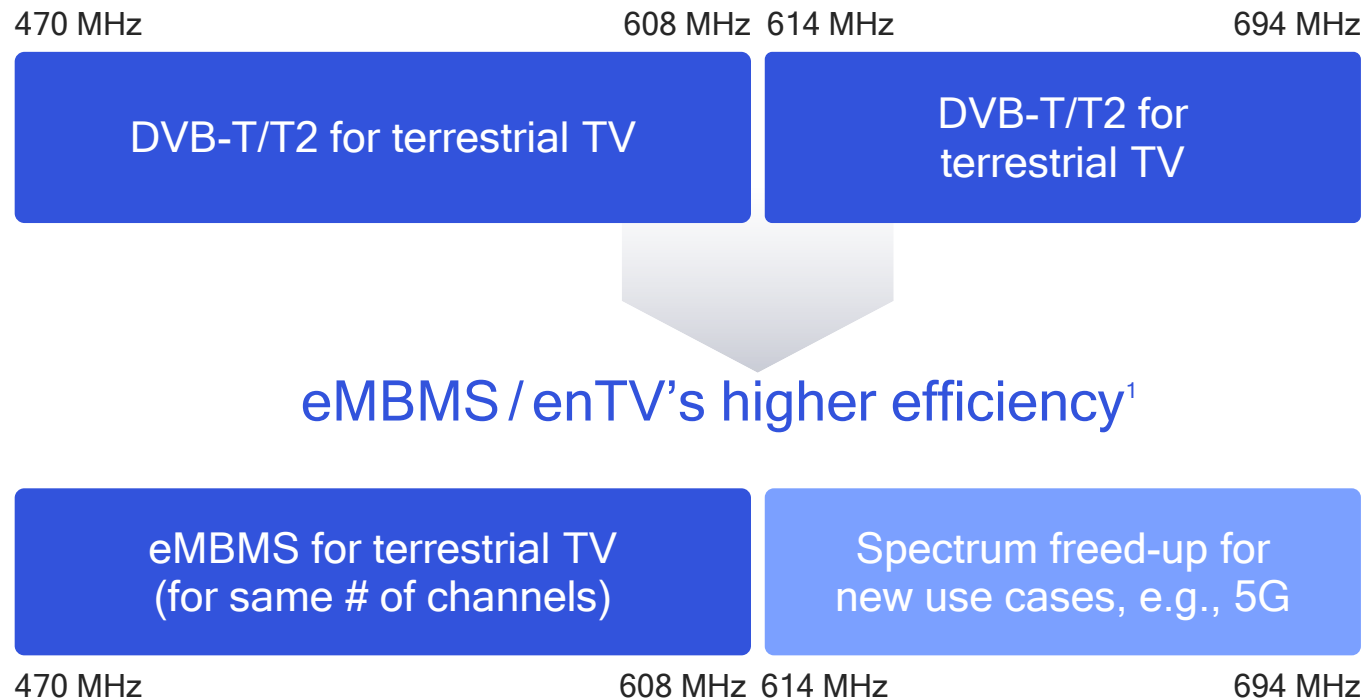 470 MHz 608 MHz 614 MHz 694 MHz
DVB-T/T2 for terrestrial TV
DVB-T/T2 for
terrestrial TV
eMBMS / enTV’s higher efficiency¹
eMBMS for terrestrial TV
(for same # of channels)
Spectrum freed-up for
new use cases, e.g., 5G
470 MHz 608 MHz 614 MHz 694 MHz